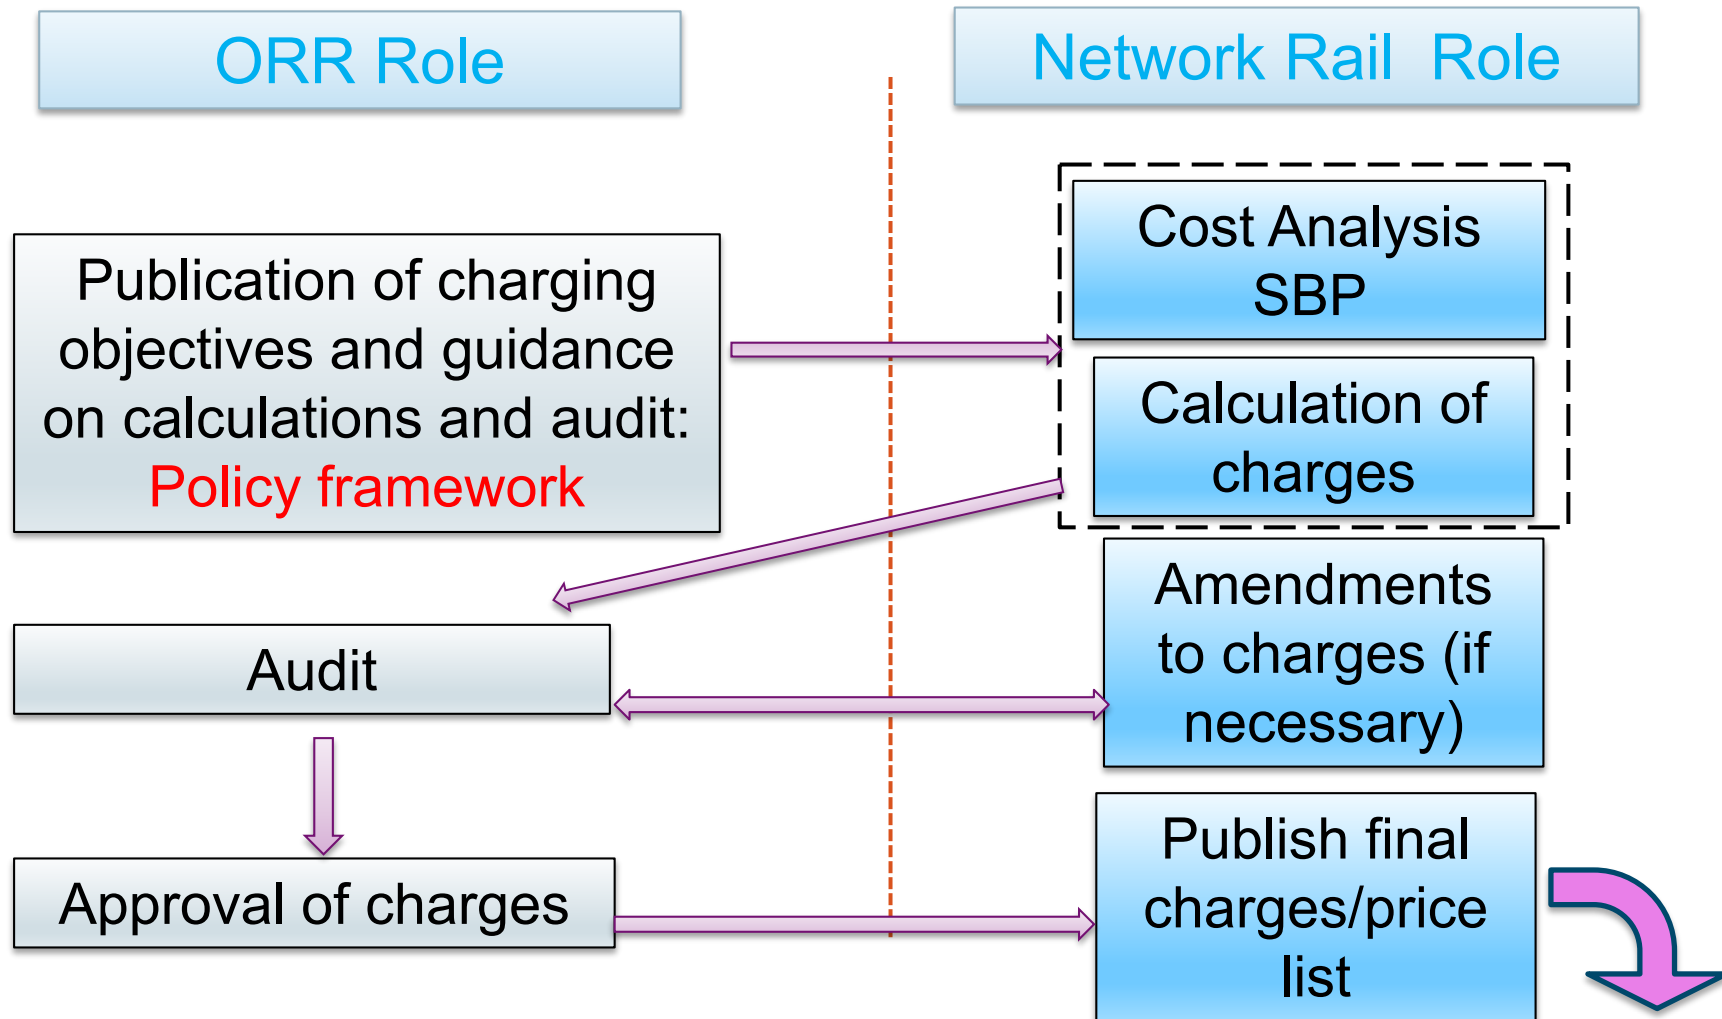 ORR Role
Network Rail Role
Publication of charging
objectives and guidance
on calculations and audit:
Policy framework
Cost Analysis
SBP
Calculation of
charges
Audit
Amendments
to charges (if
necessary)
Approval of charges
Publish final
charges/price
list